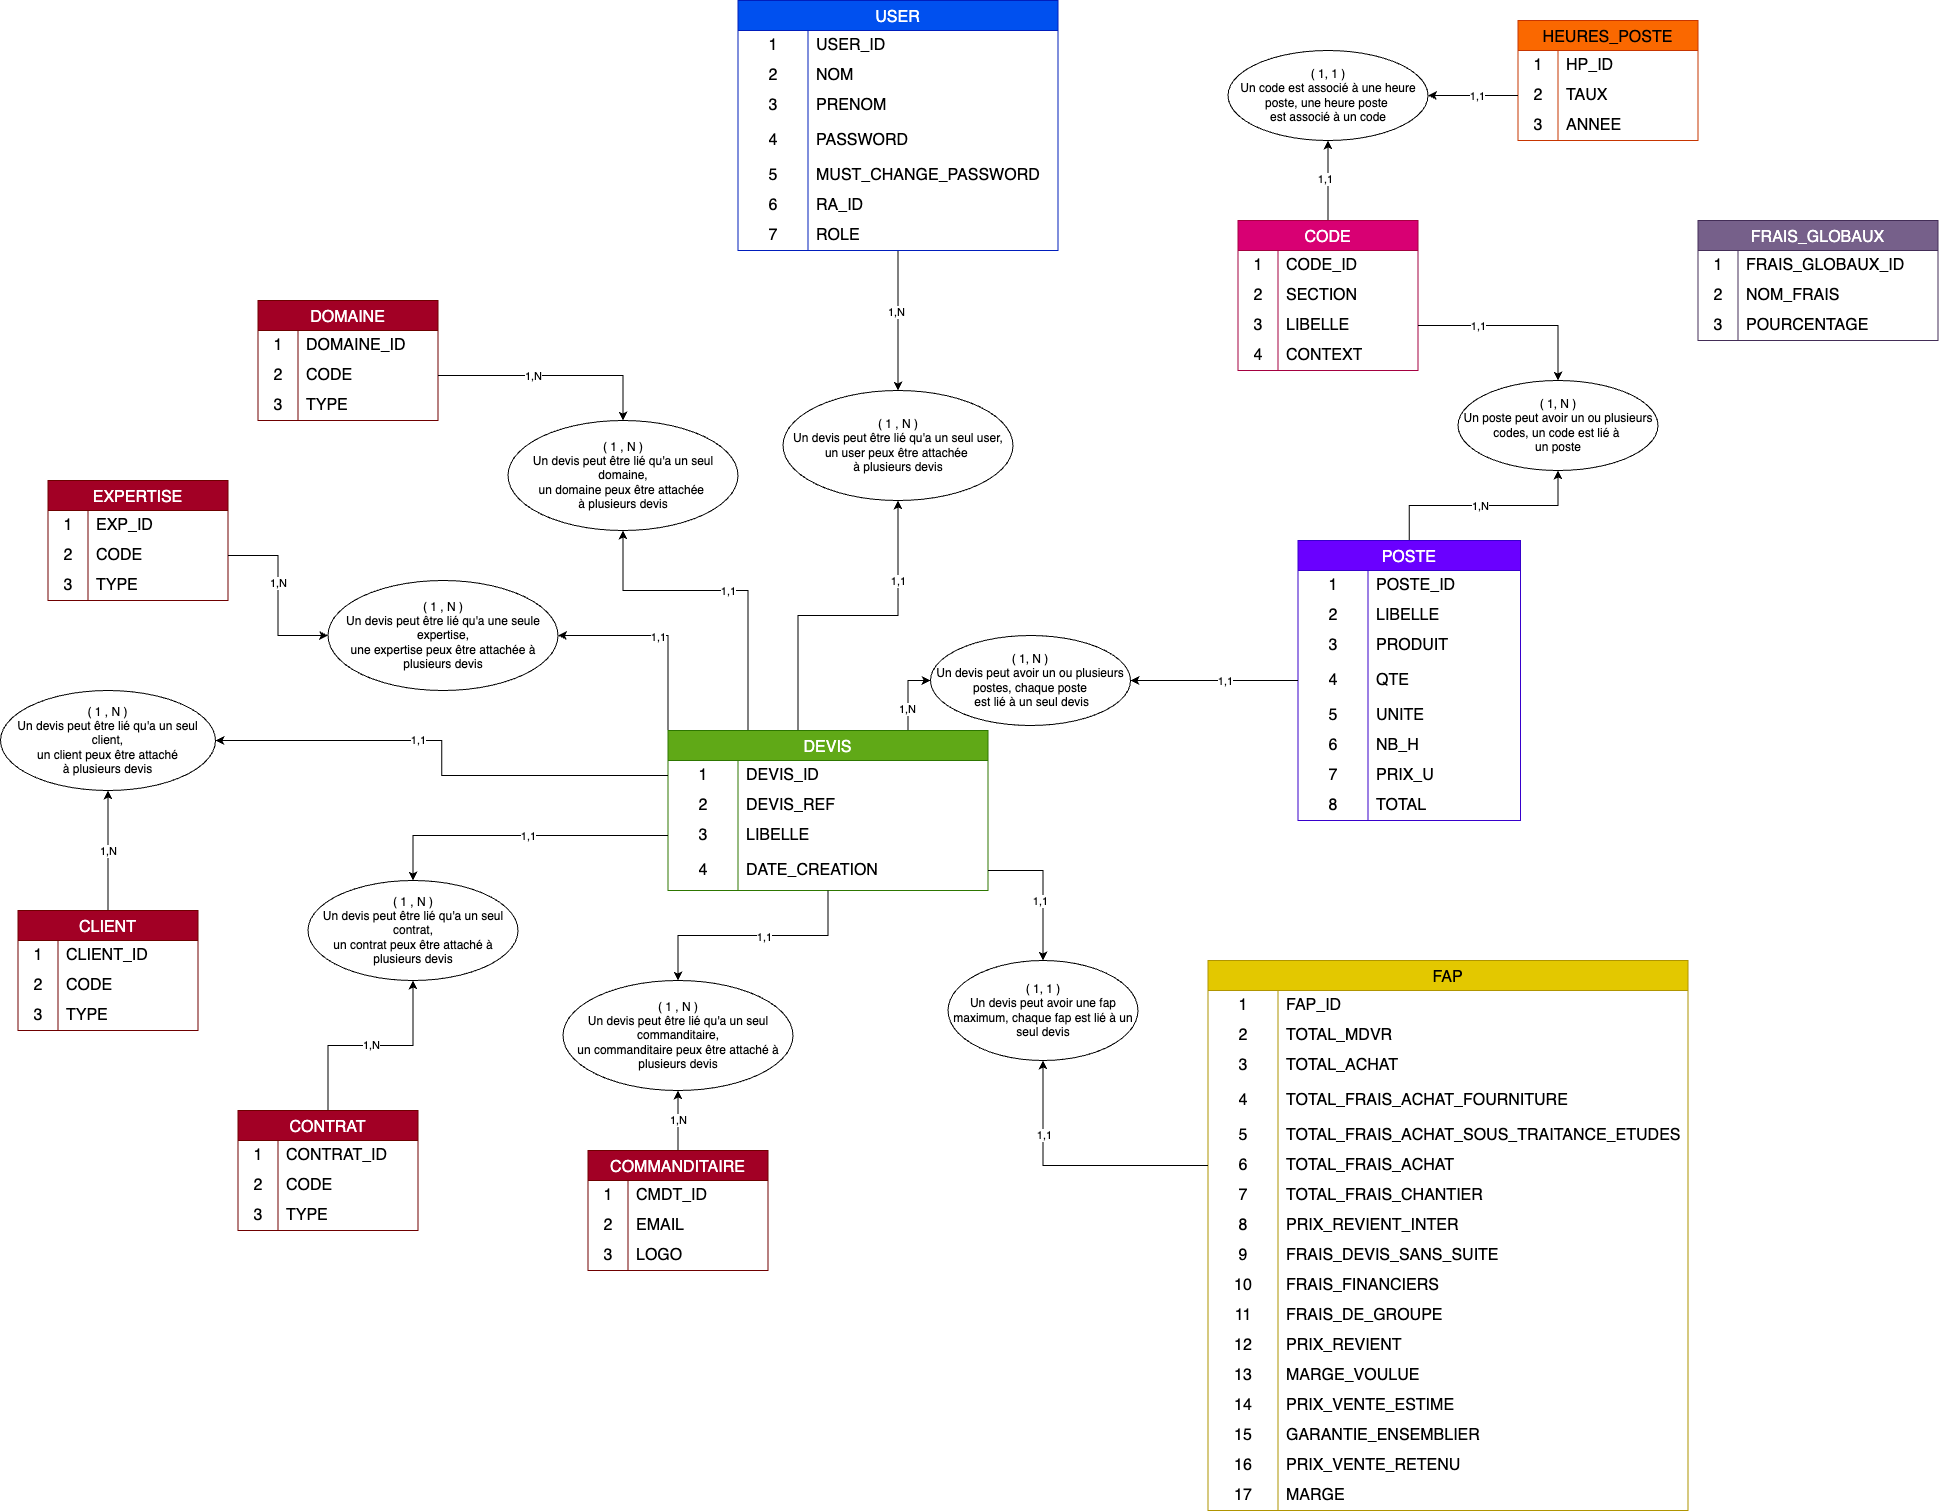 USER
1 USER_ID
2 NOM
3 PRENOM
4 PASSWORD
5 MUST_CHANGE_PASSWORD
6 RA_ID
7 ROLE
HEURES_POSTE
1 HP_ID
2 TAUX
3 ANNEE
( 1, 1 )
Un code est associé à une heure
poste, une heure poste
est associé à un code
1,1
1,1
CODE
1 CODE_ID
2 SECTION
3 LIBELLE
4 CONTEXT
FRAIS_GLOBAUX
1 FRAIS_GLOBAUX_ID
2 NOM_FRAIS
3 POURCENTAGE
1,1
( 1, N )
Un poste peut avoir un ou plusieurs
codes, un code est lié à
un poste
1,N
DOMAINE
1 DOMAINE_ID
2 CODE
3 TYPE
1,N
( 1 , N )
Un devis peut être lié qu'a un seul
domaine,
un domaine peux être attachée
à plusieurs devis
1,1
1,N
( 1 , N )
Un devis peut être lié qu'a un seul user,
un user peux être attachée
à plusieurs devis
1,1
EXPERTISE
1 EXP_ID
2 CODE
3 TYPE
1,N
( 1 , N )
Un devis peut être lié qu'a une seule
expertise,
une expertise peux être attachée à
plusieurs devis
1,1
POSTE
1 POSTE_ID
2 LIBELLE
3 PRODUIT
4 QTE
5 UNITE
6 NB_H
7 PRIX_U
8 TOTAL
( 1, N )
Un devis peut avoir un ou plusieurs
postes, chaque poste
est lié à un seul devis
1,1
1,N
( 1 , N )
Un devis peut être lié qu'a un seul
client,
un client peux être attaché
à plusieurs devis
1,1
1,N
DEVIS
1 DEVIS_ID
2 DEVIS_REF
3 LIBELLE
4 DATE_CREATION
CLIENT
1 CLIENT_ID
2 CODE
3 TYPE
1,1
( 1 , N )
Un devis peut être lié qu'a un seul
contrat,
un contrat peux être attaché à
plusieurs devis
1,N
CONTRAT
1 CONTRAT_ID
2 CODE
3 TYPE
1,1
( 1 , N )
Un devis peut être lié qu'a un seul
commanditaire,
un commanditaire peux être attaché à
plusieurs devis
1,N
COMMANDITAIRE
1 CMDT_ID
2 EMAIL
3 LOGO
1,1
( 1, 1 )
Un devis peut avoir une fap
maximum, chaque fap est lié à un
seul devis
1,1
FAP
1 FAP_ID
2 TOTAL_MDVR
3 TOTAL_ACHAT
4 TOTAL_FRAIS_ACHAT_FOURNITURE
5 TOTAL_FRAIS_ACHAT_SOUS_TRAITANCE_ETUDES
6 TOTAL_FRAIS_ACHAT
7 TOTAL_FRAIS_CHANTIER
8 PRIX_REVIENT_INTER
9 FRAIS_DEVIS_SANS_SUITE
10 FRAIS_FINANCIERS
11 FRAIS_DE_GROUPE
12 PRIX_REVIENT
13 MARGE_VOULUE
14 PRIX_VENTE_ESTIME
15 GARANTIE_ENSEMBLIER
16 PRIX_VENTE_RETENU
17 MARGE